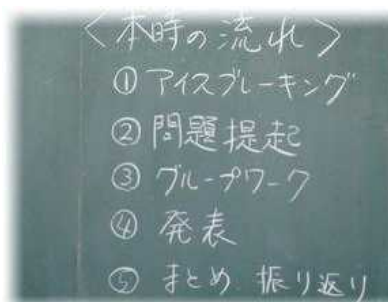 <本時の流れ>
① アイスブレーキング
② 問題提起
③ グループワーク
④ 発表
⑤ まとめ、振り返り